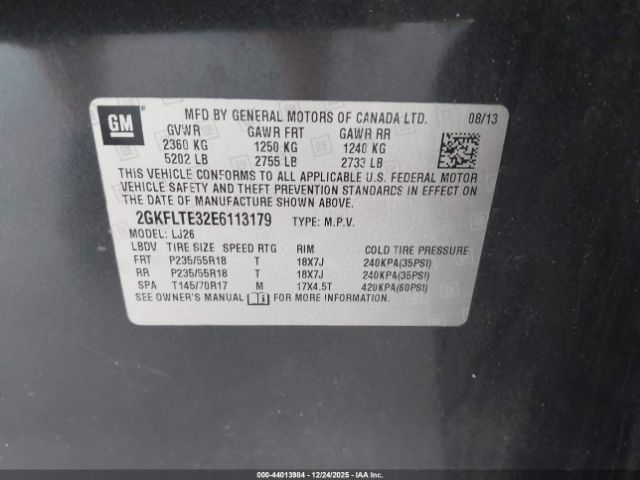 GM
MFD BY GENERAL MOTORS OF CANADA LTD. 08/13
GVWR GAWR FRT GAWR RR
2360 KG 1250 KG 1240 KG
5202 LB 2755 LB 2733 LB
THIS VEHICLE CONFORMS TO ALL APPLICABLE U.S. FEDERAL MOTOR
VEHICLE SAFETY AND THEFT PREVENTION STANDARDS IN EFFECT ON
THE DATE OF MANUFACTURE SHOWN ABOVE.
2GKFLTE32E6113179 TYPE: M.P.V.
MODEL: LJ26
LBDV TIRE SIZE SPEED RTG RIM COLD TIRE PRESSURE
FRT P235/55R18 T 18X7J 240KPA(35PSI)
RR P235/55R18 T 18X7J 240KPA(35PSI)
SPA T145/70R17 M 17X4.5T 420KPA(60PSI)
SEE OWNER'S MANUAL FOR MORE INFORMATION.
000-44013984 - 12/24/2025 - IAA, Inc.